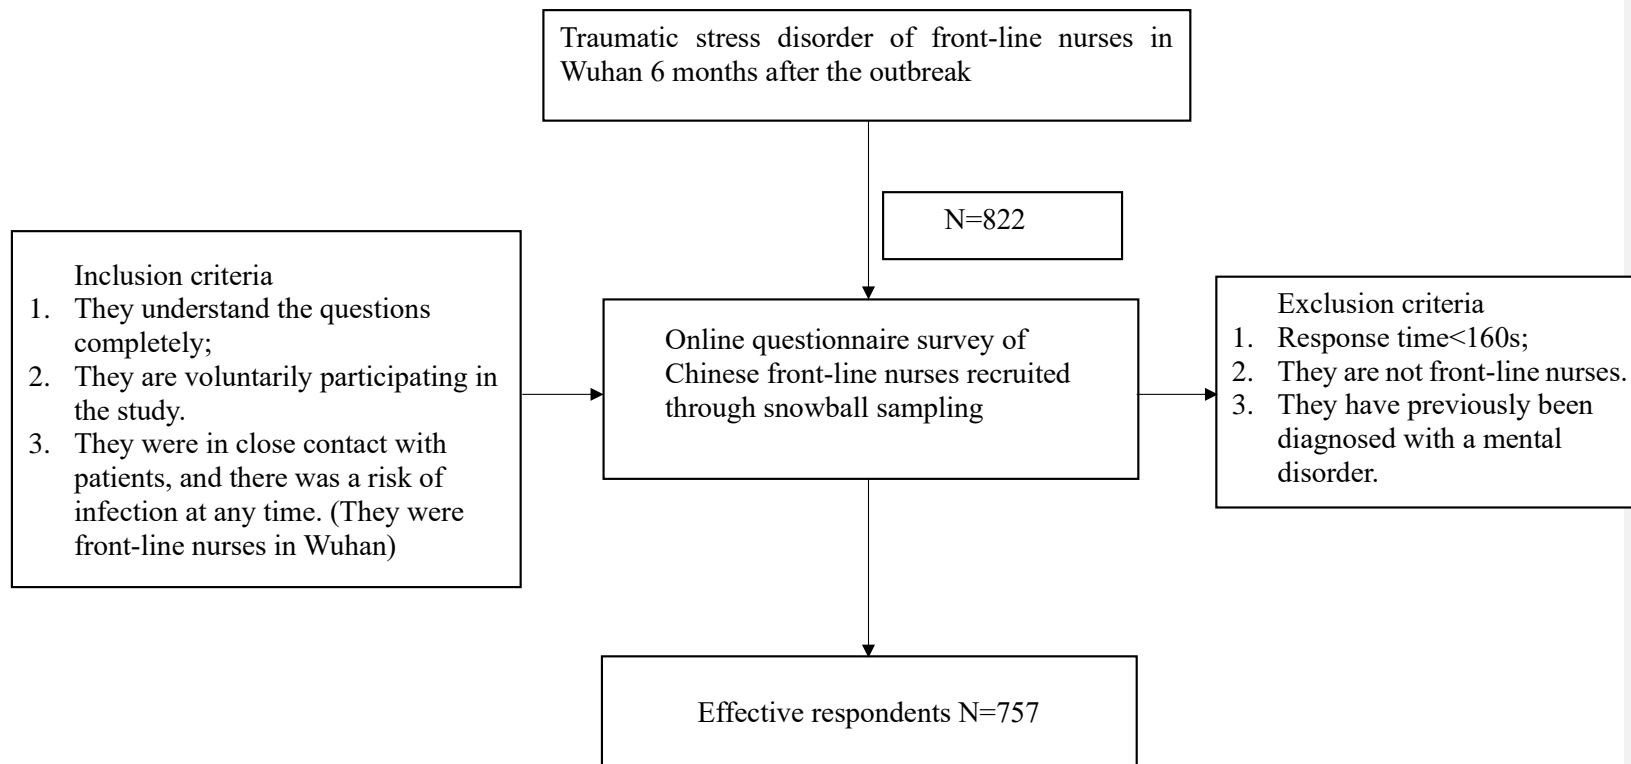 Traumatic stress disorder of front-line nurses in
Wuhan 6 months after the outbreak
N=822
Inclusion criteria
1. They understand the questions
completely;
2. They are voluntarily participating in
the study.
3. They were in close contact with
patients, and there was a risk of
infection at any time. (They were
front-line nurses in Wuhan)
Online questionnaire survey of
Chinese front-line nurses recruited
through snowball sampling
Exclusion criteria
1. Response time<160s;
2. They are not front-line nurses.
3. They have previously been
diagnosed with a mental
disorder.
Effective respondents N=757